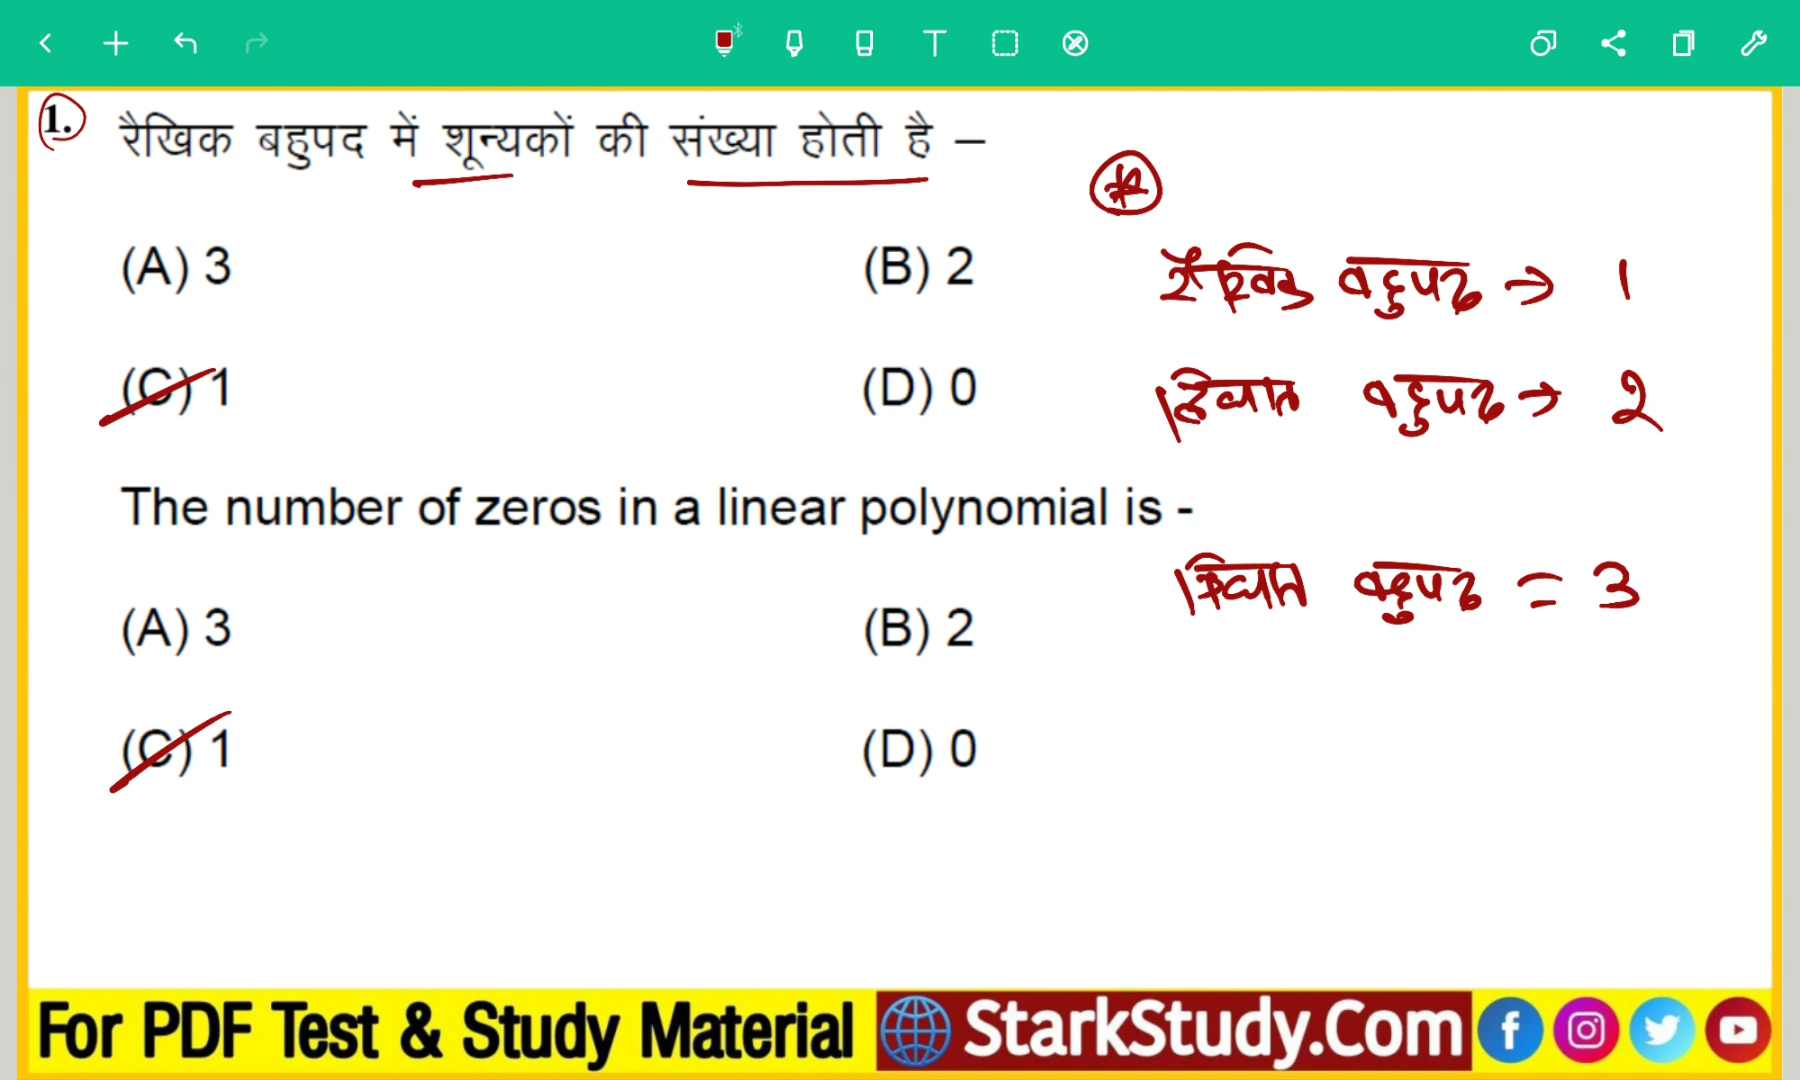 1. रैखिक बहुपद में शून्यकों की संख्या होती है –
(A) 3 (B) 2
(C) 1 (D) 0
The number of zeros in a linear polynomial is -
(A) 3 (B) 2
(C) 1 (D) 0
रैखिक बहुपद → 1
द्विघात बहुपद → 2
त्रिघात बहुपद = 3
For PDF Test & Study Material StarkStudy.Com